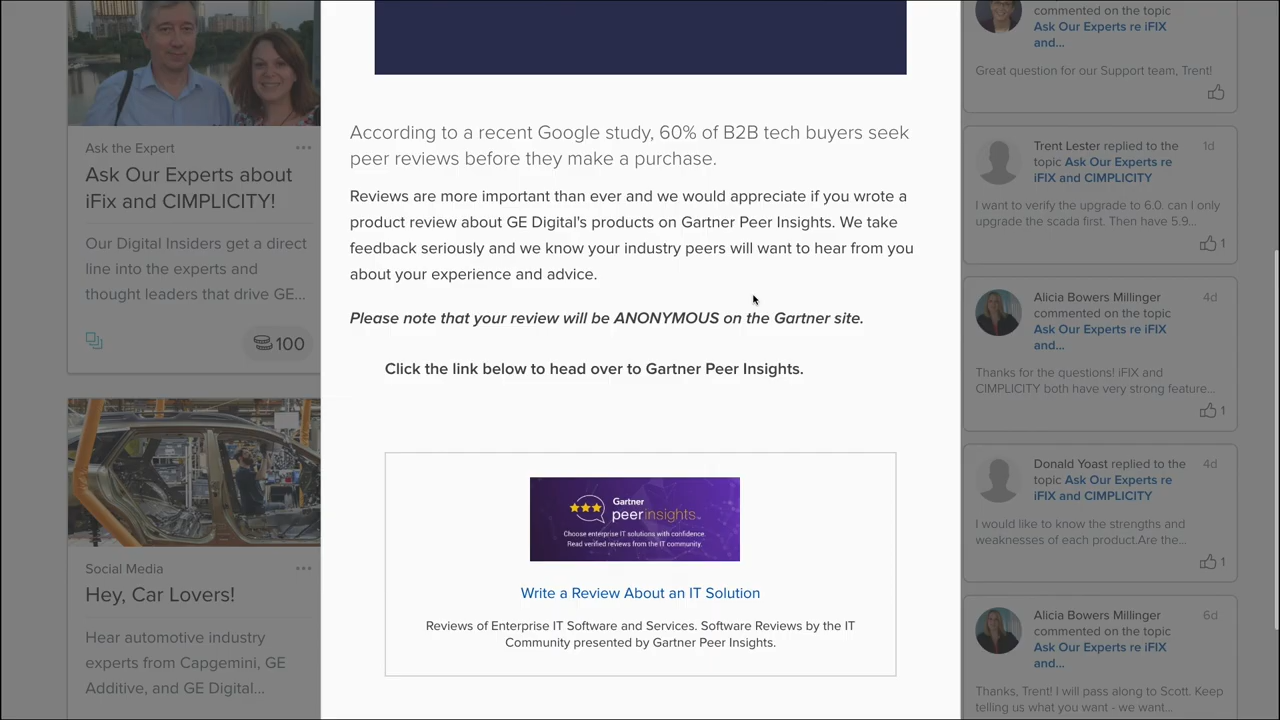 Ask the Expert
Ask Our Experts about
iFix and CIMPLICITY!
Our Digital Insiders get a direct
line into the experts and
thought leaders that drive GE...
100
Social Media
Hey, Car Lovers!
Hear automotive industry
experts from Capgemini, GE
Additive, and GE Digital...
According to a recent Google study, 60% of B2B tech buyers seek
peer reviews before they make a purchase.
Reviews are more important than ever and we would appreciate if you wrote a
product review about GE Digital's products on Gartner Peer Insights. We take
feedback seriously and we know your industry peers will want to hear from you
about your experience and advice.
Please note that your review will be ANONYMOUS on the Gartner site.
Click the link below to head over to Gartner Peer Insights.
Gartner
peerinsights™
Choose enterprise IT solutions with confidence.
Read verified reviews from the IT community.
Write a Review About an IT Solution
Reviews of Enterprise IT Software and Services. Software Reviews by the IT
Community presented by Gartner Peer Insights.
commented on the topic
Ask Our Experts re iFIX
and...
Great question for our Support team, Trent!
Trent Lester replied to the 1d
topic Ask Our Experts re
iFIX and CIMPLICITY
I want to verify the upgrade to 6.0. can I only
upgrade the scada first. Then have 5.9...
1
Alicia Bowers Millinger 4d
commented on the topic
Ask Our Experts re iFIX
and...
Thanks for the questions! iFIX and
CIMPLICITY both have very strong feature...
1
Donald Yoast replied to the 4d
topic Ask Our Experts re
iFIX and CIMPLICITY
I would like to know the strengths and
weaknesses of each product.Are the...
1
Alicia Bowers Millinger 6d
commented on the topic
Ask Our Experts re iFIX
and...
Thanks, Trent! I will pass along to Scott. Keep
telling us what you want - we want...